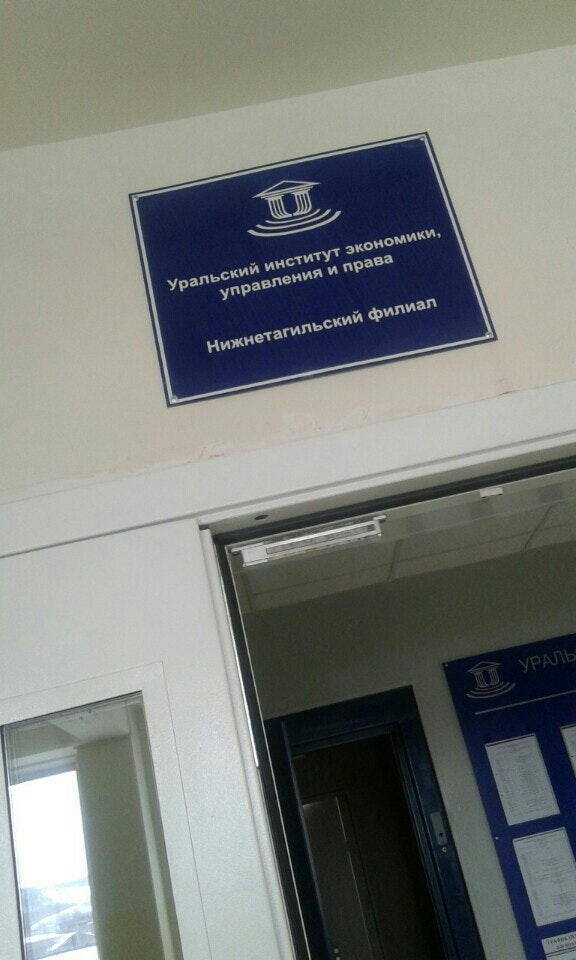 Уральский институт экономики,
управления и права
Нижнетагильский филиал
УРАЛЬ